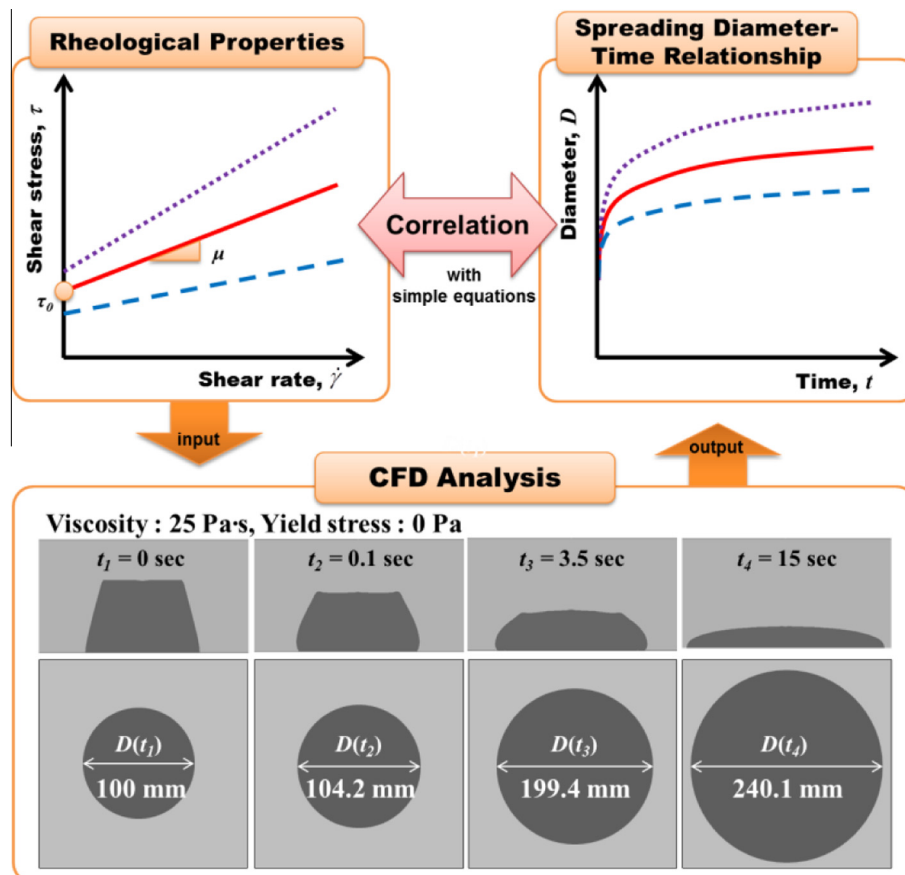 Rheological Properties
Shear stress, τ
τ₀
μ
Shear rate, γ̇
Correlation
with
simple equations
Spreading Diameter-
Time Relationship
Diameter, D
Time, t
input
output
CFD Analysis
Viscosity : 25 Pa·s, Yield stress : 0 Pa
t₁ = 0 sec
t₂ = 0.1 sec
t₃ = 3.5 sec
t₄ = 15 sec
D(t₁)
100 mm
D(t₂)
104.2 mm
D(t₃)
199.4 mm
D(t₄)
240.1 mm